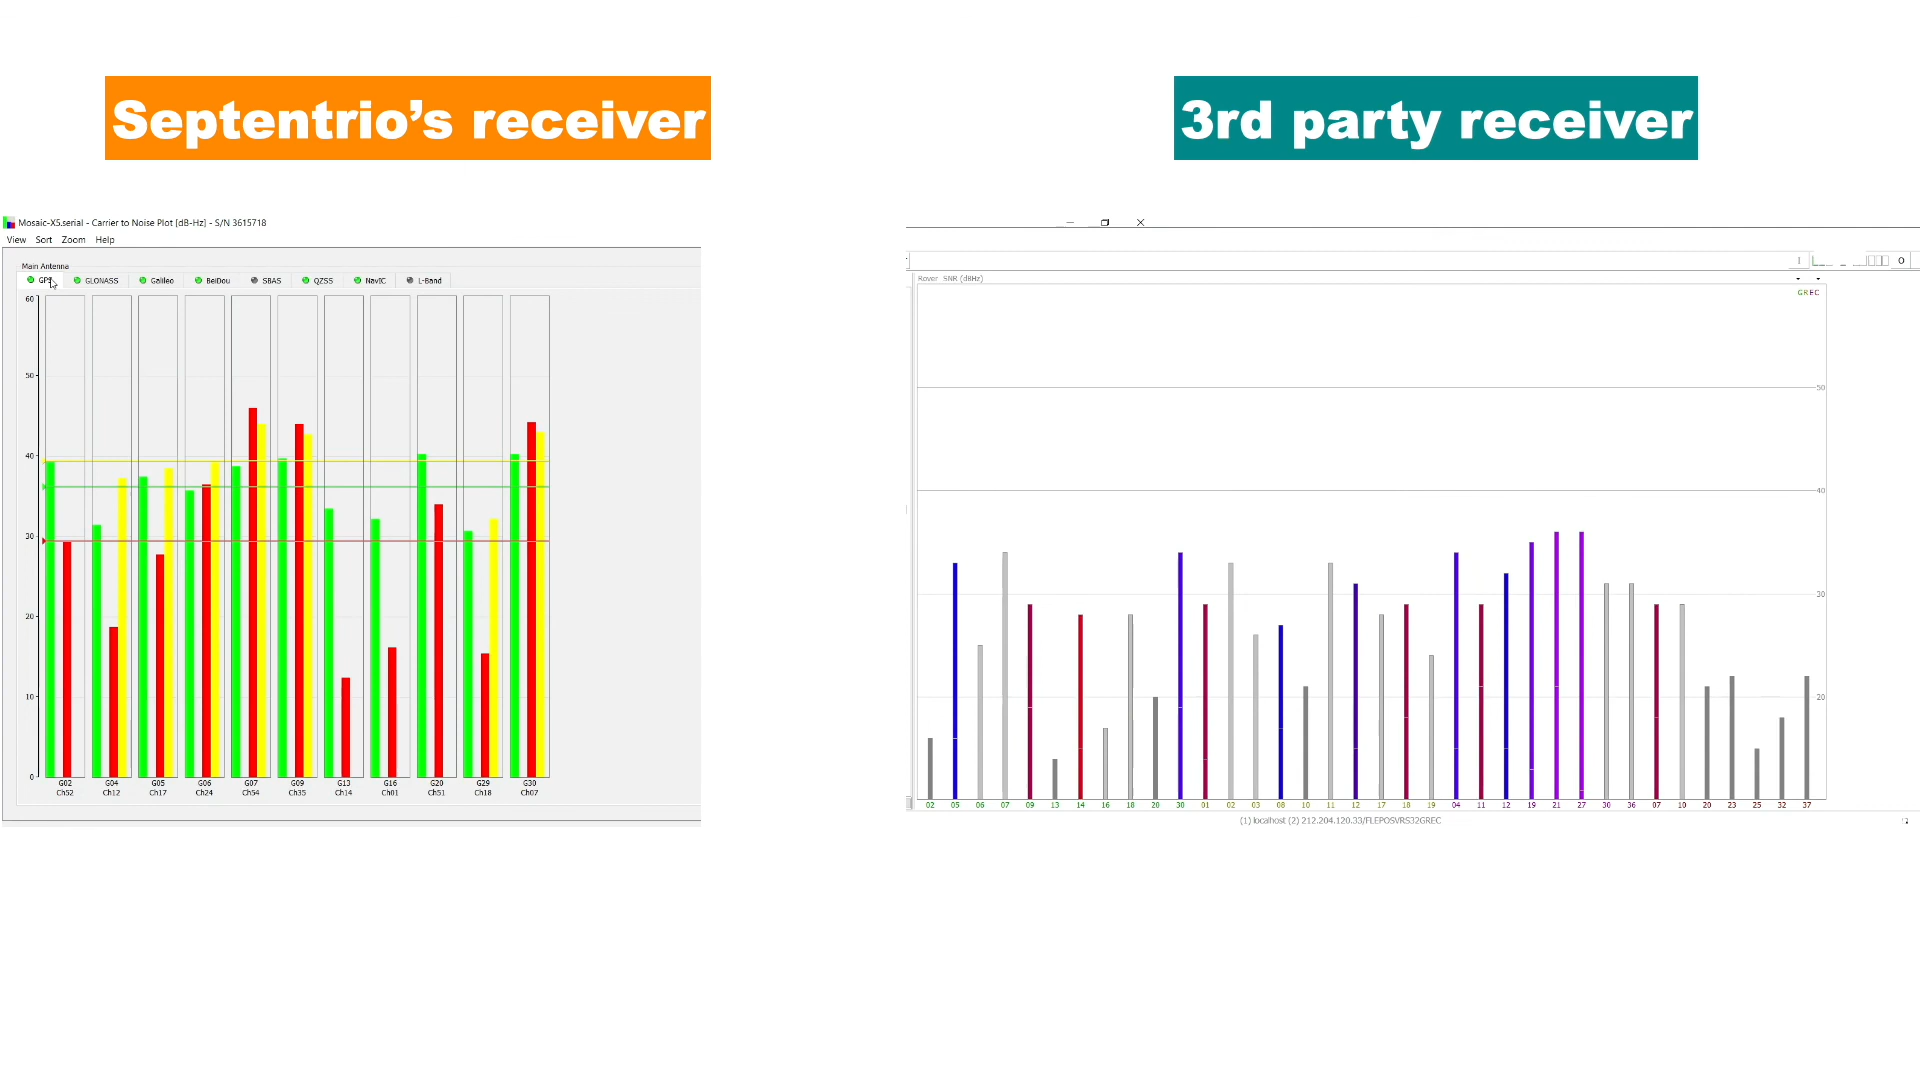 Septentrio’s receiver
3rd party receiver
Mosaic-X5.serial - Carrier to Noise Plot [dB-Hz] - S/N 3615718
View Sort Zoom Help
Main Antenna
GPS GLONASS Galileo BeiDou SBAS QZSS NavIC L-Band
60
50
40
30
20
10
0
G02 G04 G05 G06 G07 G09 G13 G16 G20 G29 G30
Ch52 Ch12 Ch17 Ch24 Ch54 Ch35 Ch14 Ch01 Ch51 Ch18 Ch07
Rover SNR (dBHz)
GREC
50
40
30
20
02 05 06 07 09 13 14 16 18 20 30 01 02 03 08 10 11 12 17 18 19 04 11 12 19 21 27 30 36 07 10 20 23 25 32 37
(1) localhost (2) 212.204.120.33/FLEPOSVRS32GREC